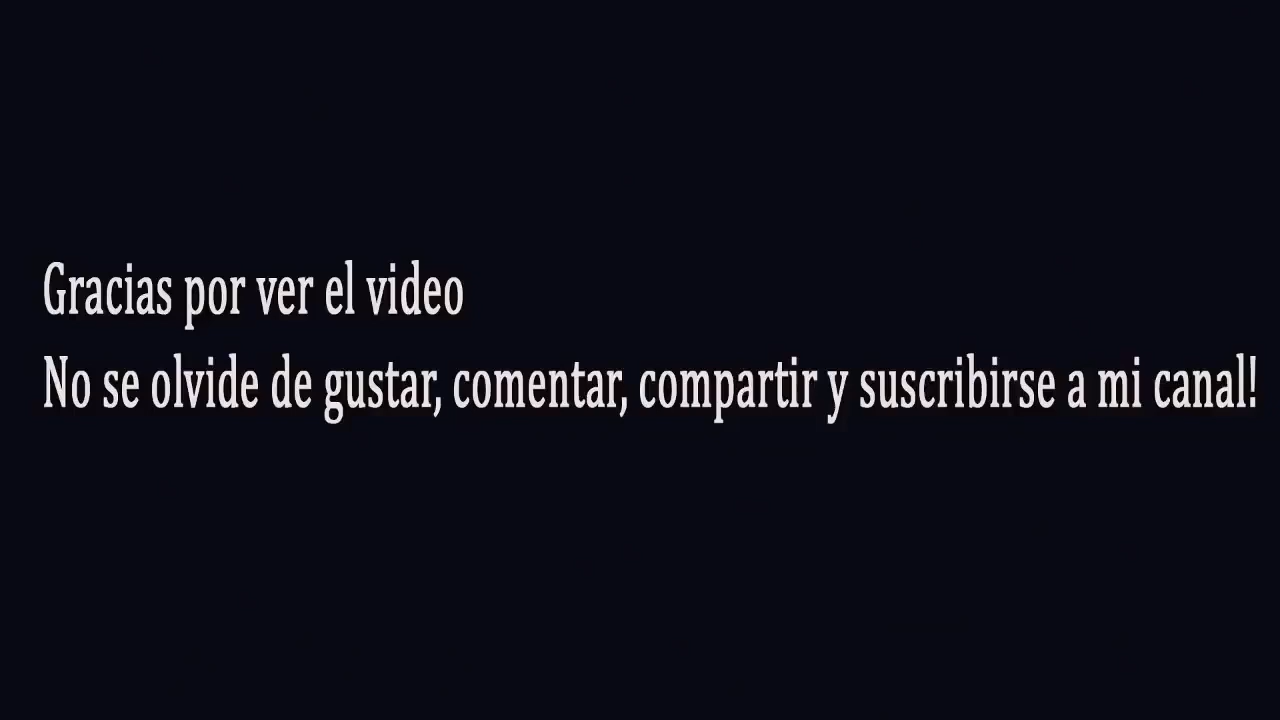 Gracias por ver el video
No se olvide de gustar, comentar, compartir y suscribirse a mi canal!